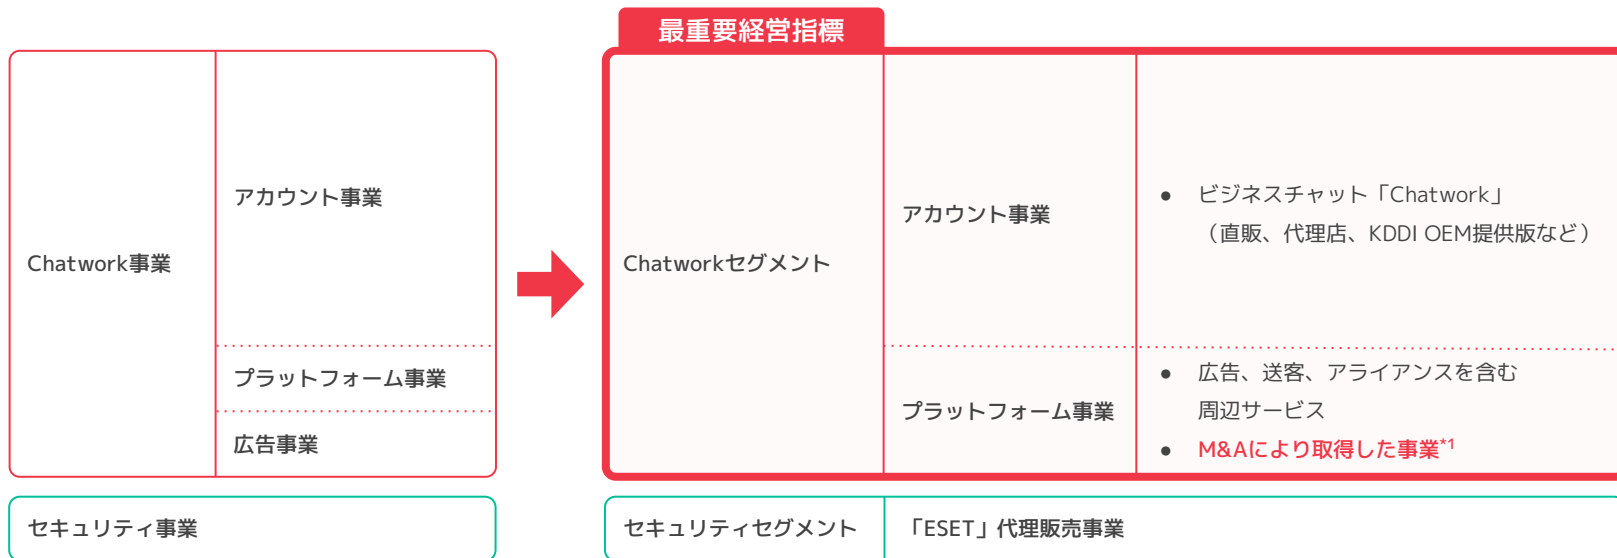 最重要経営指標
Chatwork事業
アカウント事業
プラットフォーム事業
広告事業
セキュリティ事業
Chatworkセグメント
アカウント事業
● ビジネスチャット「Chatwork」
（直販、代理店、KDDI OEM提供版など）
プラットフォーム事業
● 広告、送客、アライアンスを含む
周辺サービス
● M&Aにより取得した事業*1
セキュリティセグメント
「ESET」代理販売事業